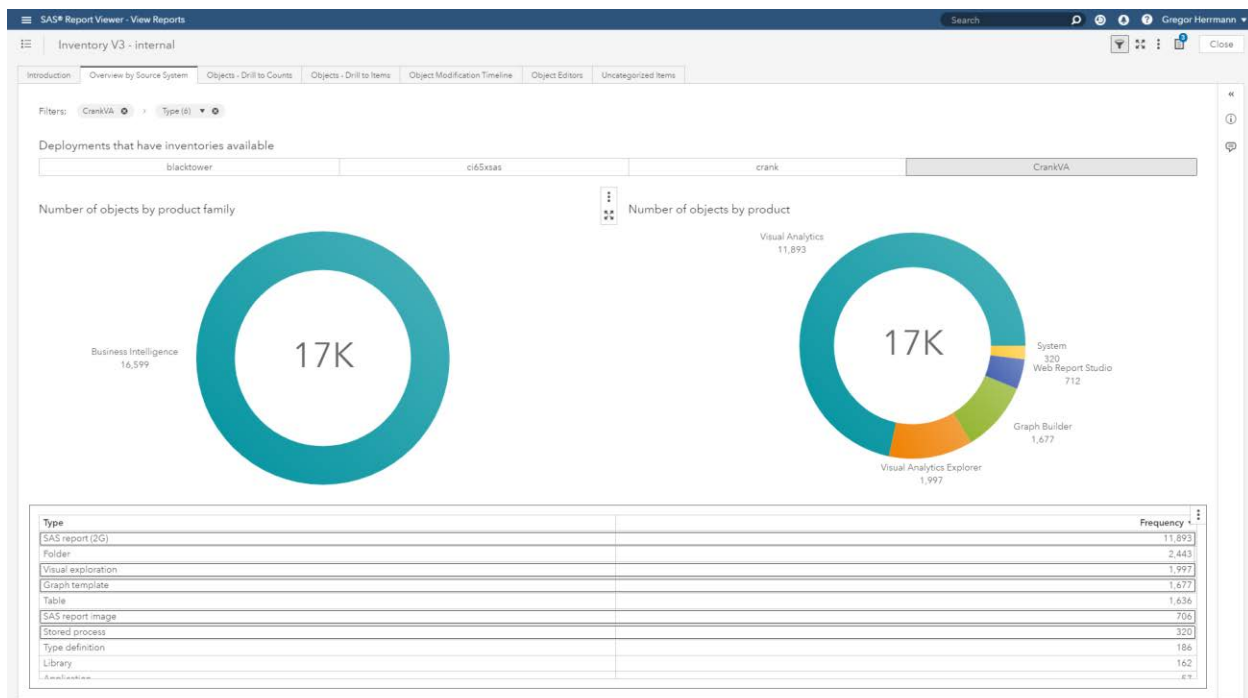 SAS® Report Viewer - View Reports
Search
Gregor Herrmann
Inventory V3 - internal
3
Close
Introduction
Overview by Source System
Objects - Drill to Counts
Objects - Drill to Items
Object Modification Timeline
Object Editors
Uncategorized Items
Filters: CrankVA > Type (6)
Deployments that have inventories available
blacktower
ci65xsas
crank
CrankVA
Number of objects by product family
Business Intelligence
16,599
17K
Number of objects by product
Visual Analytics
11,893
17K
System
320
Web Report Studio
712
Graph Builder
1,677
Visual Analytics Explorer
1,997
Type Frequency
SAS report (2G) 11,893
Folder 2,443
Visual exploration 1,997
Graph template 1,677
Table 1,636
SAS report image 706
Stored process 320
Type definition 186
Library 162
Application